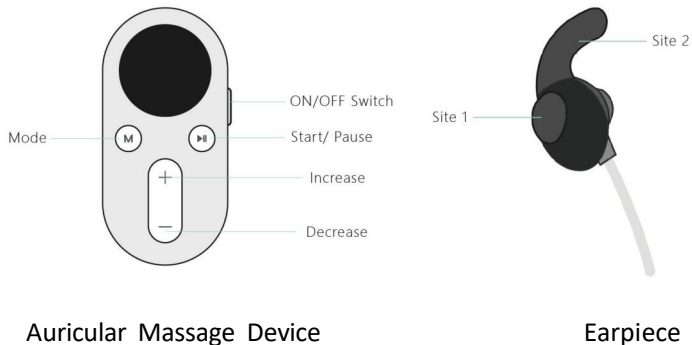 Site 2
ON/OFF Switch
Site 1
Mode
M
Start/ Pause
Increase
Decrease
Auricular Massage Device
Earpiece